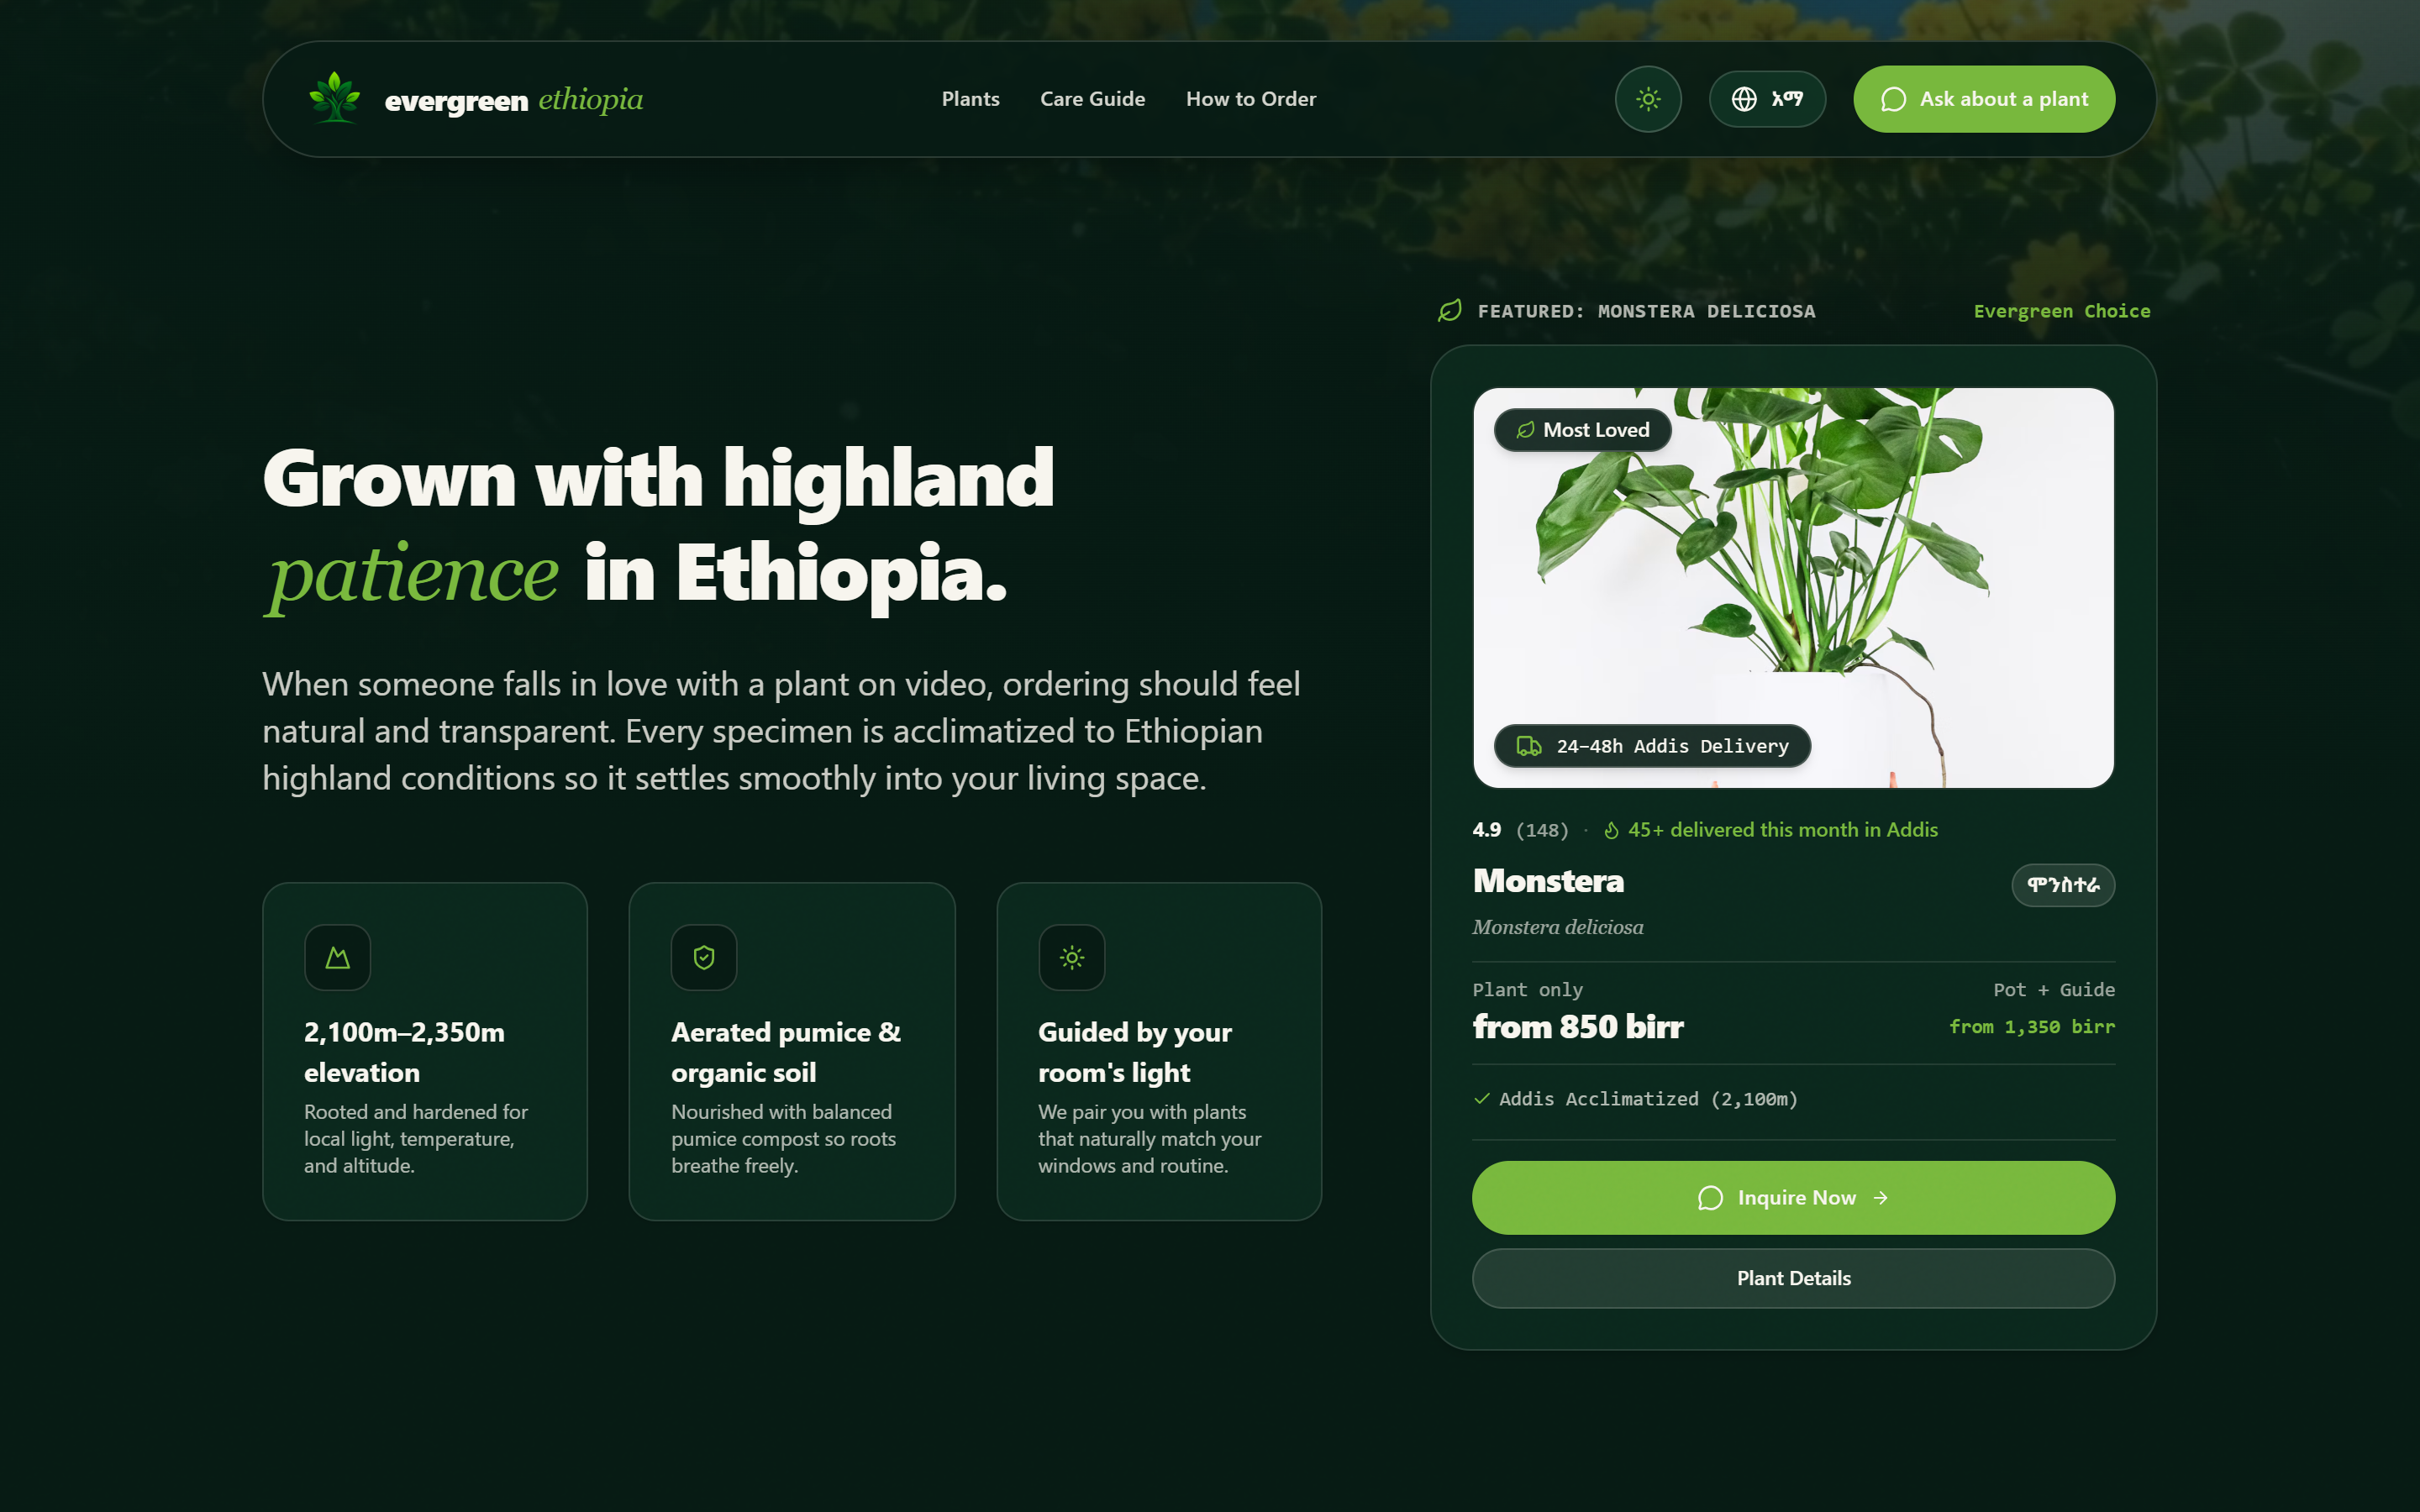 evergreen ethiopia
Plants
Care Guide
How to Order
አማ
Ask about a plant
Grown with highland
patience in Ethiopia.
When someone falls in love with a plant on video, ordering should feel
natural and transparent. Every specimen is acclimatized to Ethiopian
highland conditions so it settles smoothly into your living space.
2,100m–2,350m
elevation
Rooted and hardened for
local light, temperature,
and altitude.
Aerated pumice &
organic soil
Nourished with balanced
pumice compost so roots
breathe freely.
Guided by your
room's light
We pair you with plants
that naturally match your
windows and routine.
FEATURED: MONSTERA DELICIOSA
Evergreen Choice
Most Loved
24–48h Addis Delivery
4.9 (148) · 45+ delivered this month in Addis
Monstera
ሞንስተራ
Monstera deliciosa
Plant only
Pot + Guide
from 850 birr
from 1,350 birr
Addis Acclimatized (2,100m)
Inquire Now →
Plant Details